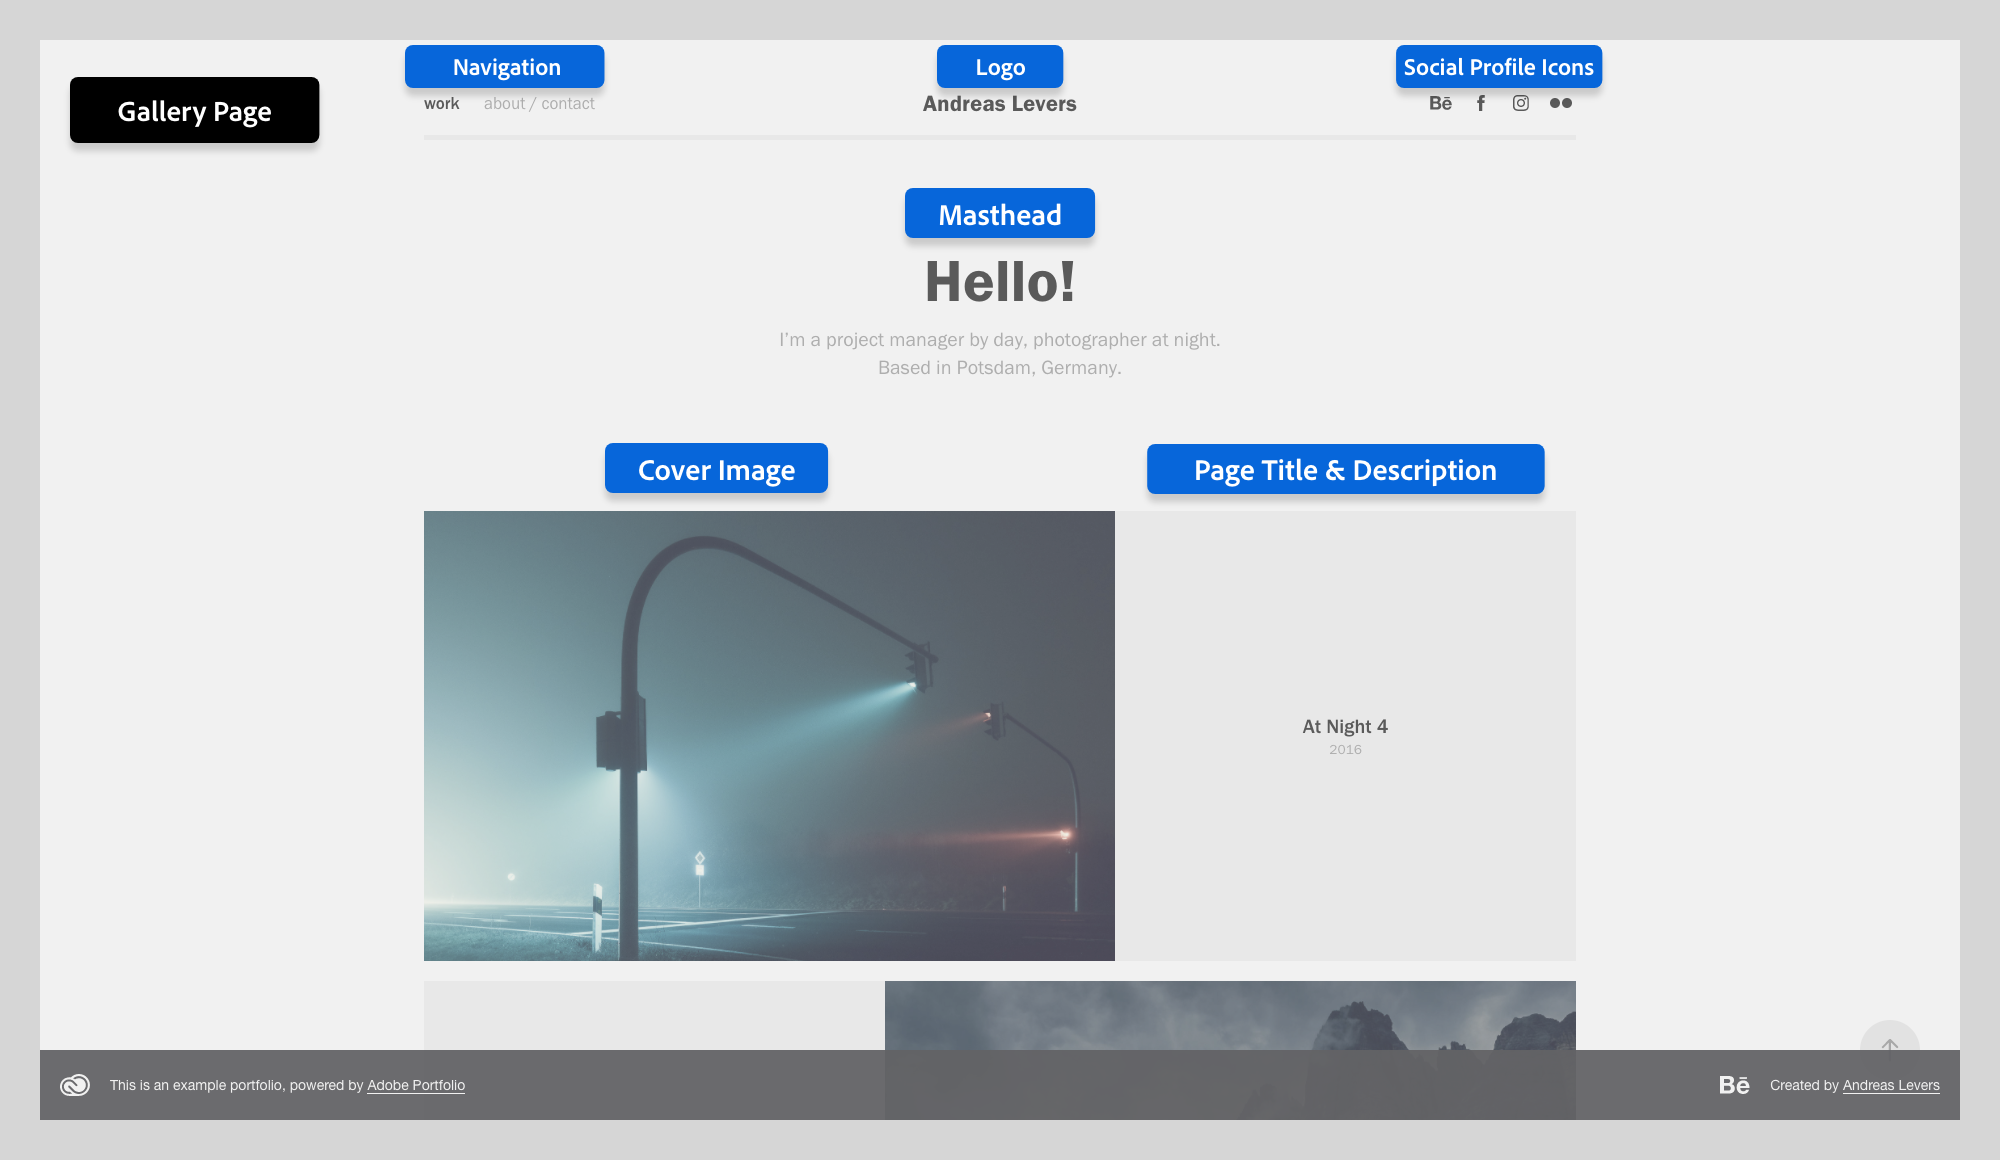 Gallery Page
Navigation
Logo
Social Profile Icons
work
about / contact
Andreas Levers
Bē
f
Masthead
Hello!
I'm a project manager by day, photographer at night.
Based in Potsdam, Germany.
Cover Image
Page Title & Description
At Night 4
2016
This is an example portfolio, powered by Adobe Portfolio
Bē
Created by Andreas Levers